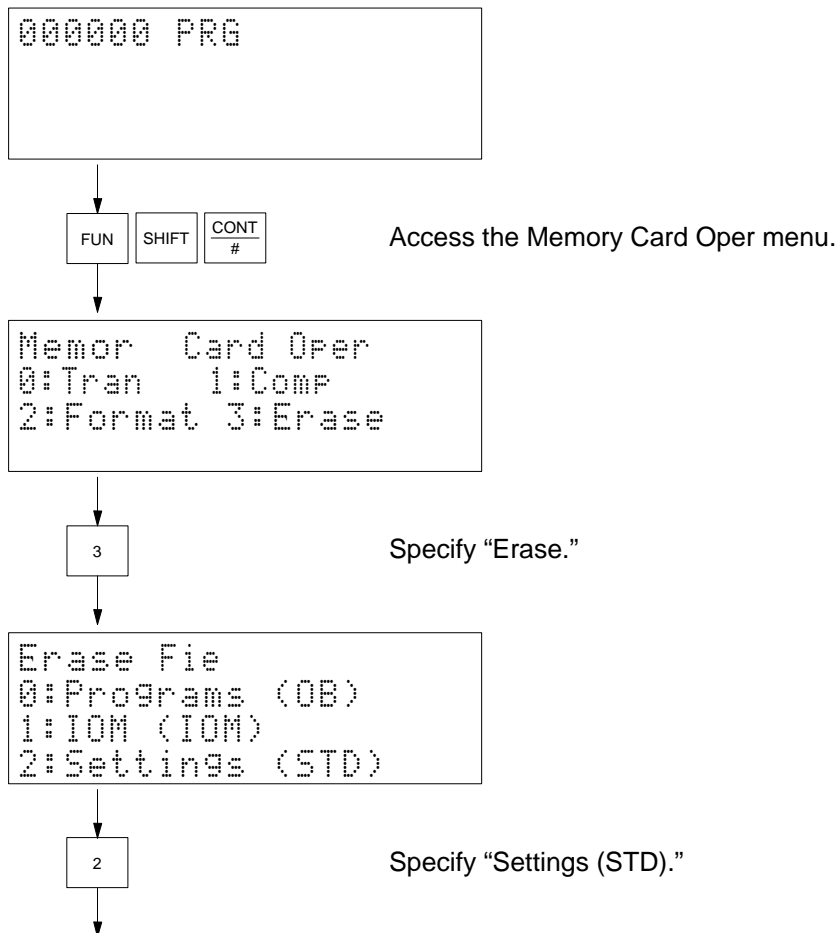 000000 PRG
FUN SHIFT CONT
#
Access the Memory Card Oper menu.
Memor Card Oper
0:Tran 1:Comp
2:Format 3:Erase
3
Specify “Erase.”
Erase Fie
0:Programs (OB)
1:IOM (IOM)
2:Settings (STD)
2
Specify “Settings (STD).”